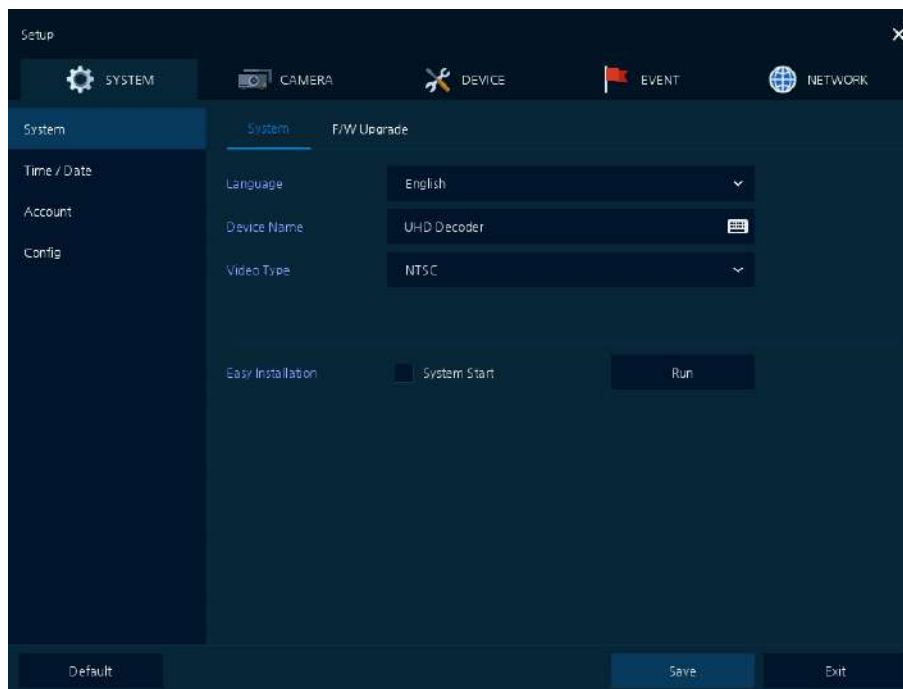 Setup
SYSTEM CAMERA DEVICE EVENT NETWORK
System
Time / Date
Account
Config
System F/W Upgrade
Language English
Device Name UHD Decoder
Video Type NTSC
Easy Installation System Start Run
Default Save Exit